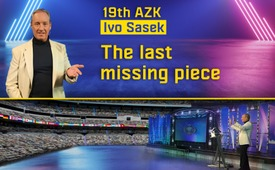 19th AZK
Ivo Sasek
The last
missing piece